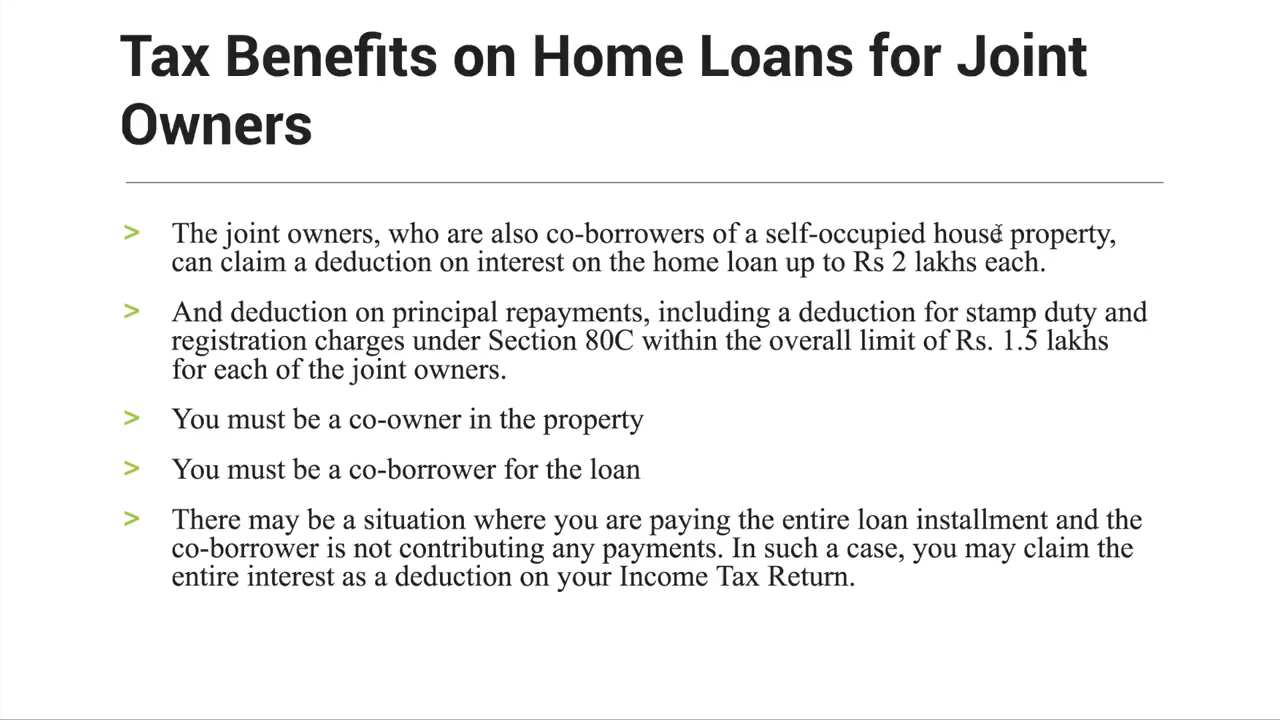 Tax Benefits on Home Loans for Joint
Owners
> The joint owners, who are also co-borrowers of a self-occupied house property,
can claim a deduction on interest on the home loan up to Rs 2 lakhs each.
> And deduction on principal repayments, including a deduction for stamp duty and
registration charges under Section 80C within the overall limit of Rs. 1.5 lakhs
for each of the joint owners.
> You must be a co-owner in the property
> You must be a co-borrower for the loan
> There may be a situation where you are paying the entire loan installment and the
co-borrower is not contributing any payments. In such a case, you may claim the
entire interest as a deduction on your Income Tax Return.